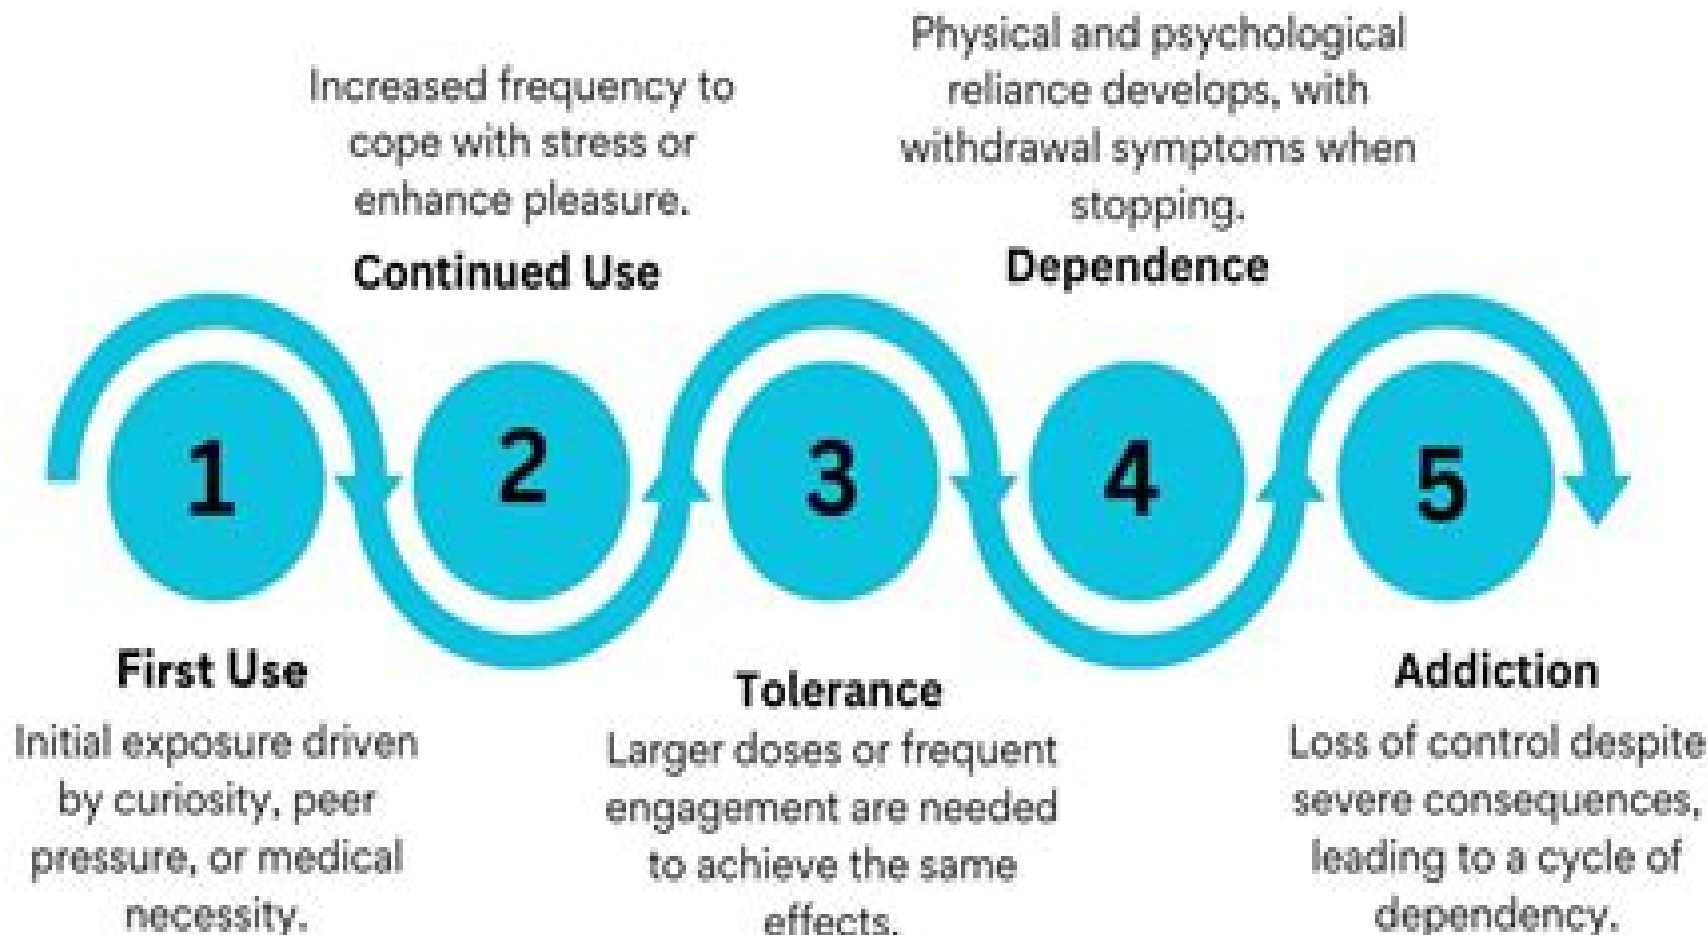 Increased frequency to
cope with stress or
enhance pleasure.
Continued Use
Physical and psychological
reliance develops, with
withdrawal symptoms when
stopping.
Dependence
1
2
3
4
5
First Use
Initial exposure driven
by curiosity, peer
pressure, or medical
necessity.
Tolerance
Larger doses or frequent
engagement are needed
to achieve the same
effects.
Addiction
Loss of control despite
severe consequences,
leading to a cycle of
dependency.